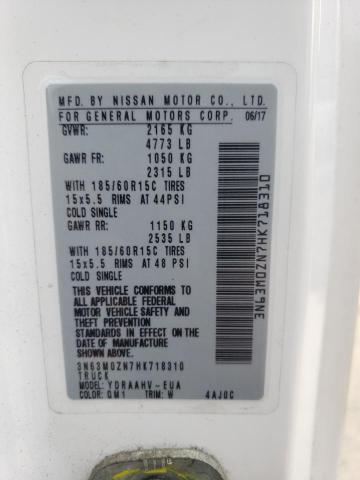 MFD. BY NISSAN MOTOR CO., LTD.
FOR GENERAL MOTORS CORP. 06/17
GVWR: 2165 KG
4773 LB
GAWR FR: 1050 KG
2315 LB
WITH 185/60R15C TIRES
15x5.5 RIMS AT 44PSI
COLD SINGLE
GAWR RR: 1150 KG
2535 LB
WITH 185/60R15C TIRES
15x5.5 RIMS AT 48 PSI
COLD SINGLE
THIS VEHICLE CONFORMS TO
ALL APPLICABLE FEDERAL
MOTOR VEHICLE SAFETY
AND THEFT PREVENTION
STANDARDS IN EFFECT ON THE
DATE OF MANUFACTURE
SHOWN ABOVE.
3N63M0ZN7HK718310
TRUCK
MODEL: YDRAAHV-EUA
COLOR: QM1 TRIM: W 4AJ0C
3N63M0ZN7HK718310